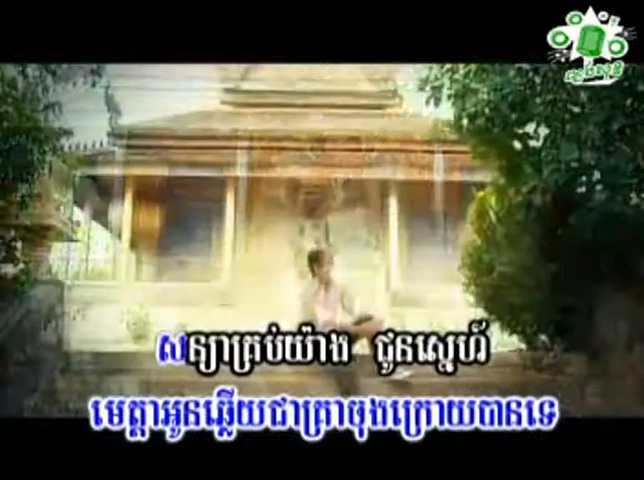 សន្យាគ្រប់យ៉ាង ជូនស្នេហ៍
មេត្តាអូនឆ្លើយជាគ្រាចុងក្រោយបានទេ